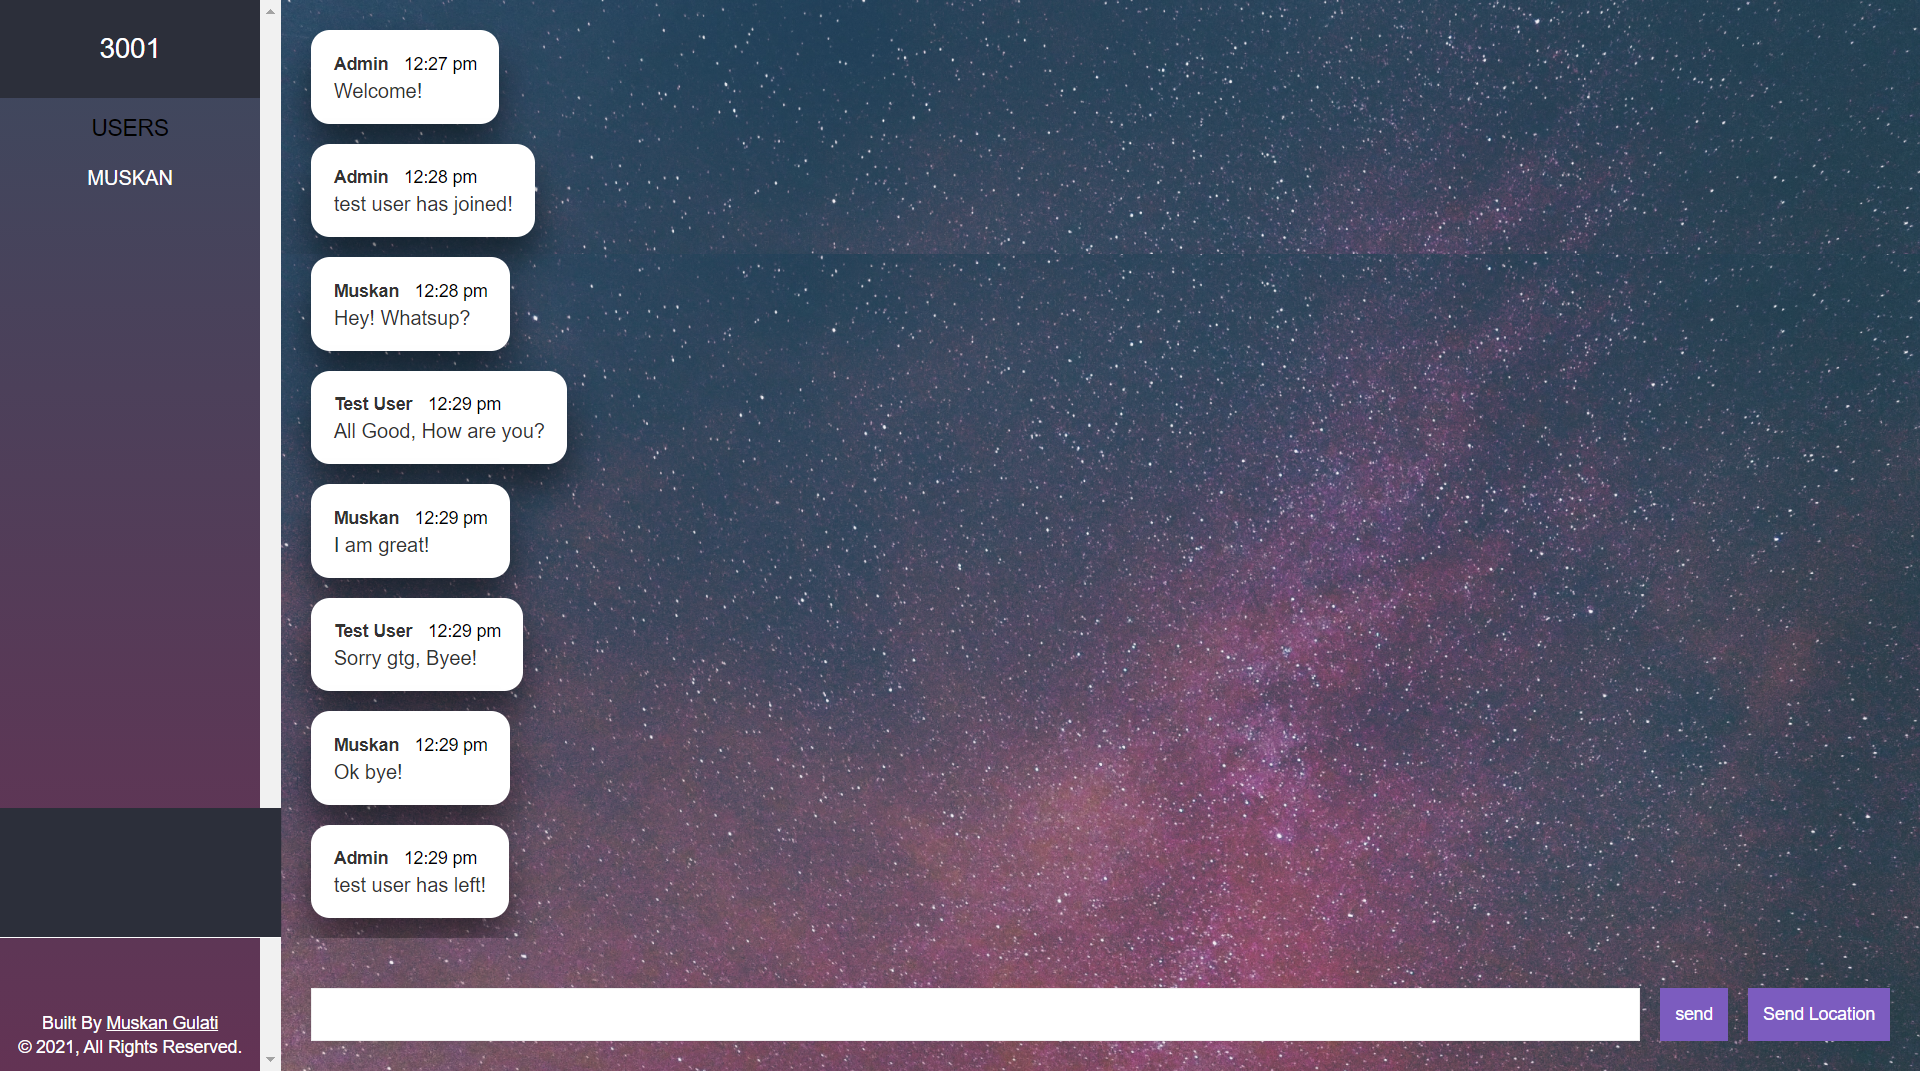 3001
USERS
MUSKAN
Built By Muskan Gulati
© 2021, All Rights Reserved.
Admin 12:27 pm
Welcome!
Admin 12:28 pm
test user has joined!
Muskan 12:28 pm
Hey! Whatsup?
Test User 12:29 pm
All Good, How are you?
Muskan 12:29 pm
I am great!
Test User 12:29 pm
Sorry gtg, Byee!
Muskan 12:29 pm
Ok bye!
Admin 12:29 pm
test user has left!
send
Send Location